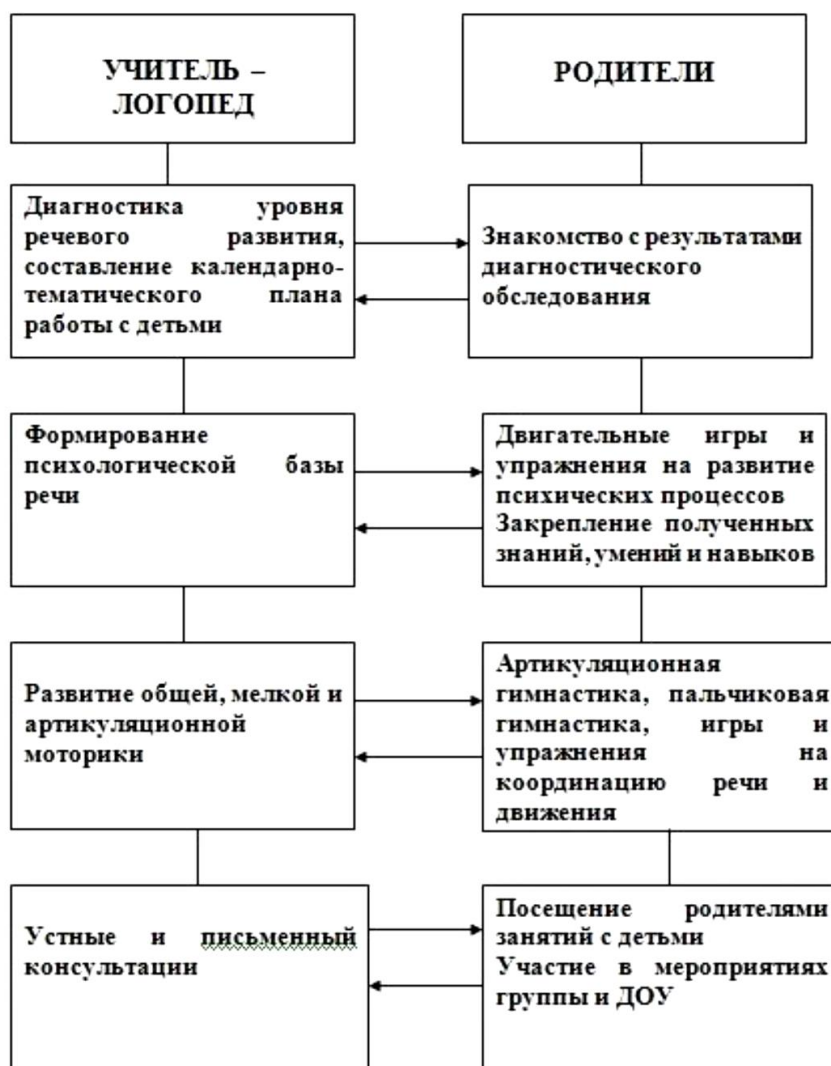 УЧИТЕЛЬ –
ЛОГОПЕД
РОДИТЕЛИ
Диагностика уровня
речевого развития,
составление календарно-
тематического плана
работы с детьми
Знакомство с результатами
диагностического
обследования
Формирование
психологической базы
речи
Двигательные игры и
упражнения на развитие
психических процессов
Закрепление полученных
знаний, умений и навыков
Развитие общей, мелкой и
артикуляционной
моторики
Артикуляционная
гимнастика, пальчиковая
гимнастика, игры и
упражнения на
координацию речи и
движения
Устные и писменный
консультации
Посещение родителями
занятий с детьми
Участие в мероприятиях
группы и ДОУ